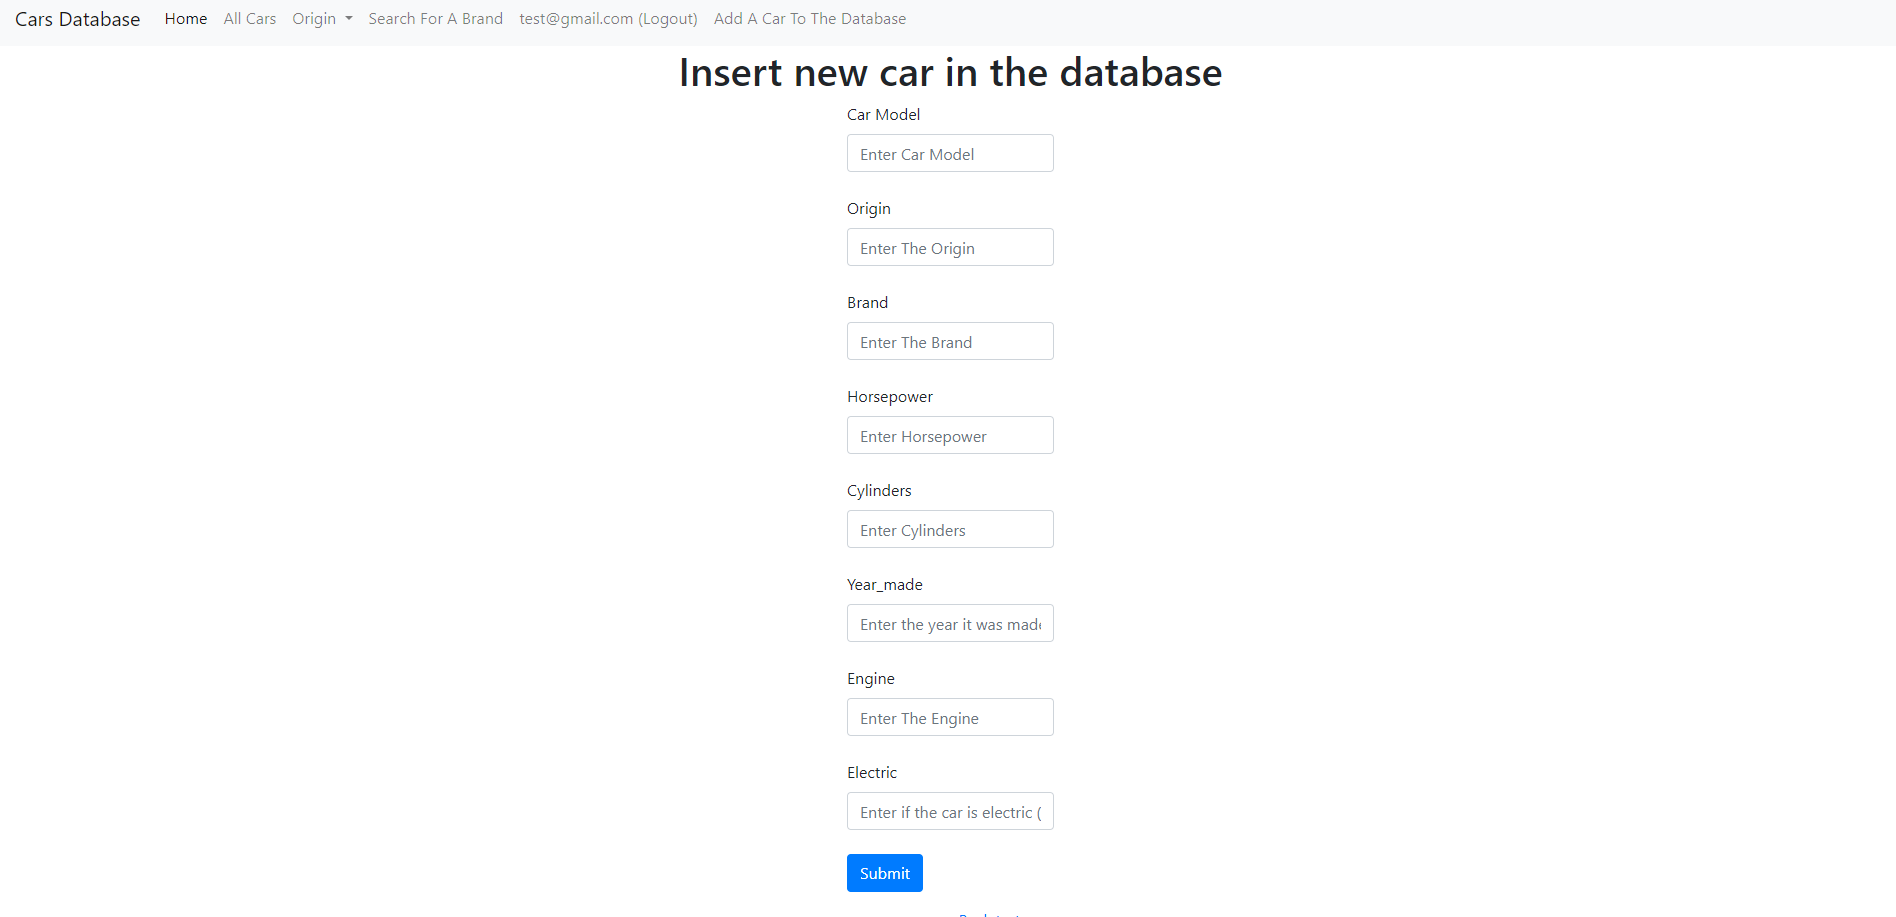 Cars Database Home All Cars Origin Search For A Brand test@gmail.com (Logout) Add A Car To The Database
Insert new car in the database
Car Model
Enter Car Model
Origin
Enter The Origin
Brand
Enter The Brand
Horsepower
Enter Horsepower
Cylinders
Enter Cylinders
Year_made
Enter the year it was made
Engine
Enter The Engine
Electric
Enter if the car is electric (
Submit